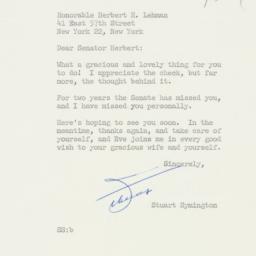 Honorable Herbert H. Lehman
41 East 57th Street
New York 22, New York
Dear Senator Herbert:
What a gracious and lovely thing for you
to do! I appreciate the check, but far
more, the thought behind it.
For two years the Senate has missed you,
and I have missed you personally.
Here's hoping to see you soon. In the
meantime, thanks again, and take care of
yourself, and Eve joins me in every good
wish to your gracious wife and yourself.
Sincerely,
Stuart Symington
SS:b